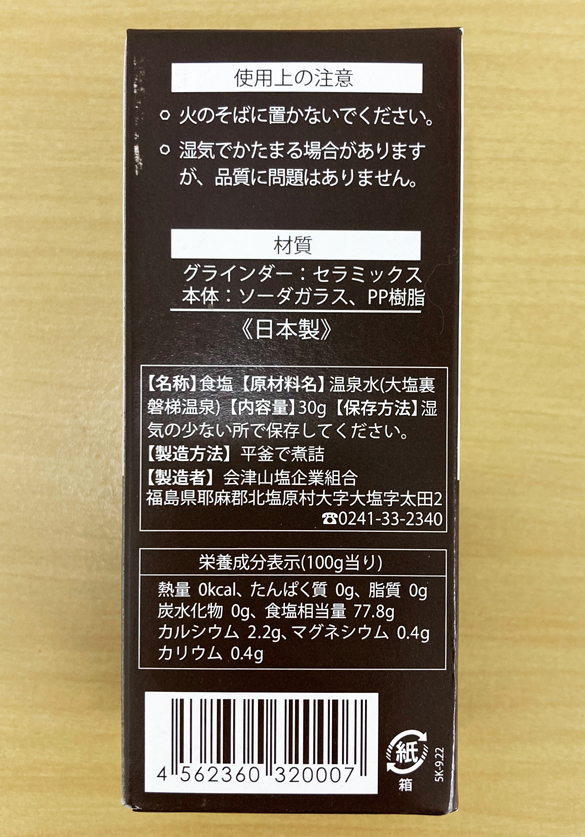 使用上の注意
○ 火のそばに置かないでください。
○ 湿気でかたまる場合があります
が、品質に問題はありません。
材質
グラインダー：セラミックス
本体：ソーダガラス、PP樹脂
《日本製》
【名称】食塩【原材料名】温泉水(大塩裏
磐梯温泉)【内容量】30g【保存方法】湿
気の少ない所で保存してください。
【製造方法】平釜で煮詰
【製造者】会津山塩企業組合
福島県耶麻郡北塩原村大字大塩字太田2
☎0241-33-2340
栄養成分表示(100g当り)
熱量 0kcal、たんぱく質 0g、脂質 0g
炭水化物 0g、食塩相当量 77.8g
カルシウム 2.2g、マグネシウム 0.4g
カリウム 0.4g
4 562360 320007
紙
箱
5K-9.22